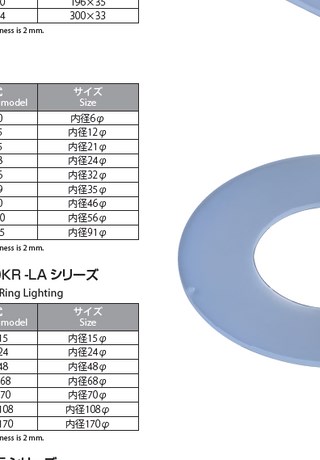 0 196×35
4 300×33
ness is 2 mm.
サイズ
model Size
0 内径6φ
5 内径12φ
5 内径21φ
8 内径24φ
6 内径32φ
9 内径35φ
0 内径46φ
0 内径56φ
5 内径91φ
ness is 2 mm.
KR -LA シリーズ
Ring Lighting
サイズ
model Size
15 内径15φ
24 内径24φ
48 内径48φ
68 内径68φ
70 内径70φ
108 内径108φ
170 内径170φ
ness is 2 mm.